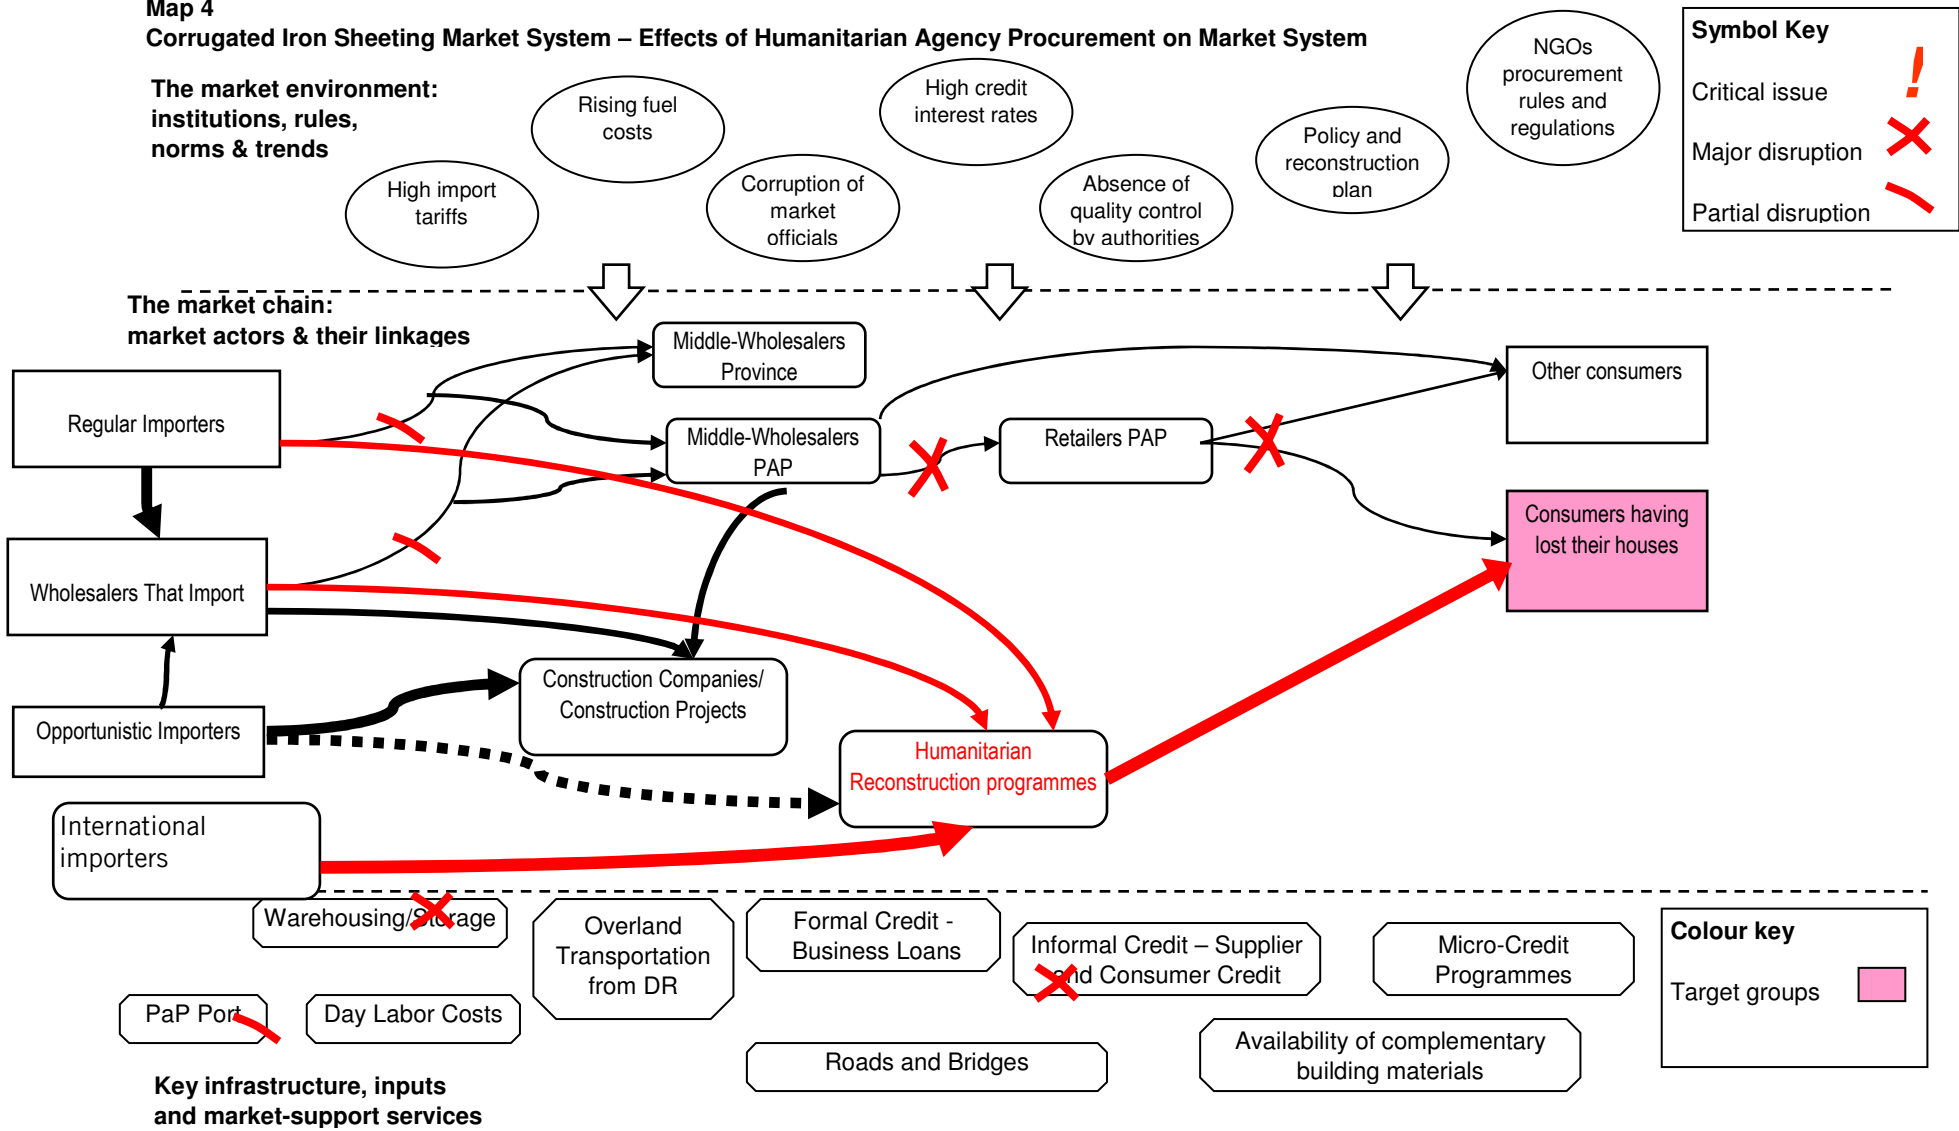 Map 4
Corrugated Iron Sheeting Market System – Effects of Humanitarian Agency Procurement on Market System
The market environment:
institutions, rules,
norms & trends
High import
tariffs
Rising fuel
costs
Corruption of
market
officials
High credit
interest rates
Absence of
quality control
by authorities
Policy and
reconstruction
plan
NGOs
procurement
rules and
regulations
Symbol Key
Critical issue
Major disruption
Partial disruption
The market chain:
market actors & their linkages
Regular Importers
Wholesalers That Import
Opportunistic Importers
International
importers
Middle-Wholesalers
Province
Middle-Wholesalers
PAP
Retailers PAP
Other consumers
Consumers having
lost their houses
Construction Companies/
Construction Projects
Humanitarian
Reconstruction programmes
Warehousing/Storage
Overland
Transportation
from DR
Formal Credit -
Business Loans
Informal Credit – Supplier
and Consumer Credit
Micro-Credit
Programmes
PaP Port
Day Labor Costs
Roads and Bridges
Availability of complementary
building materials
Colour key
Target groups
Key infrastructure, inputs
and market-support services